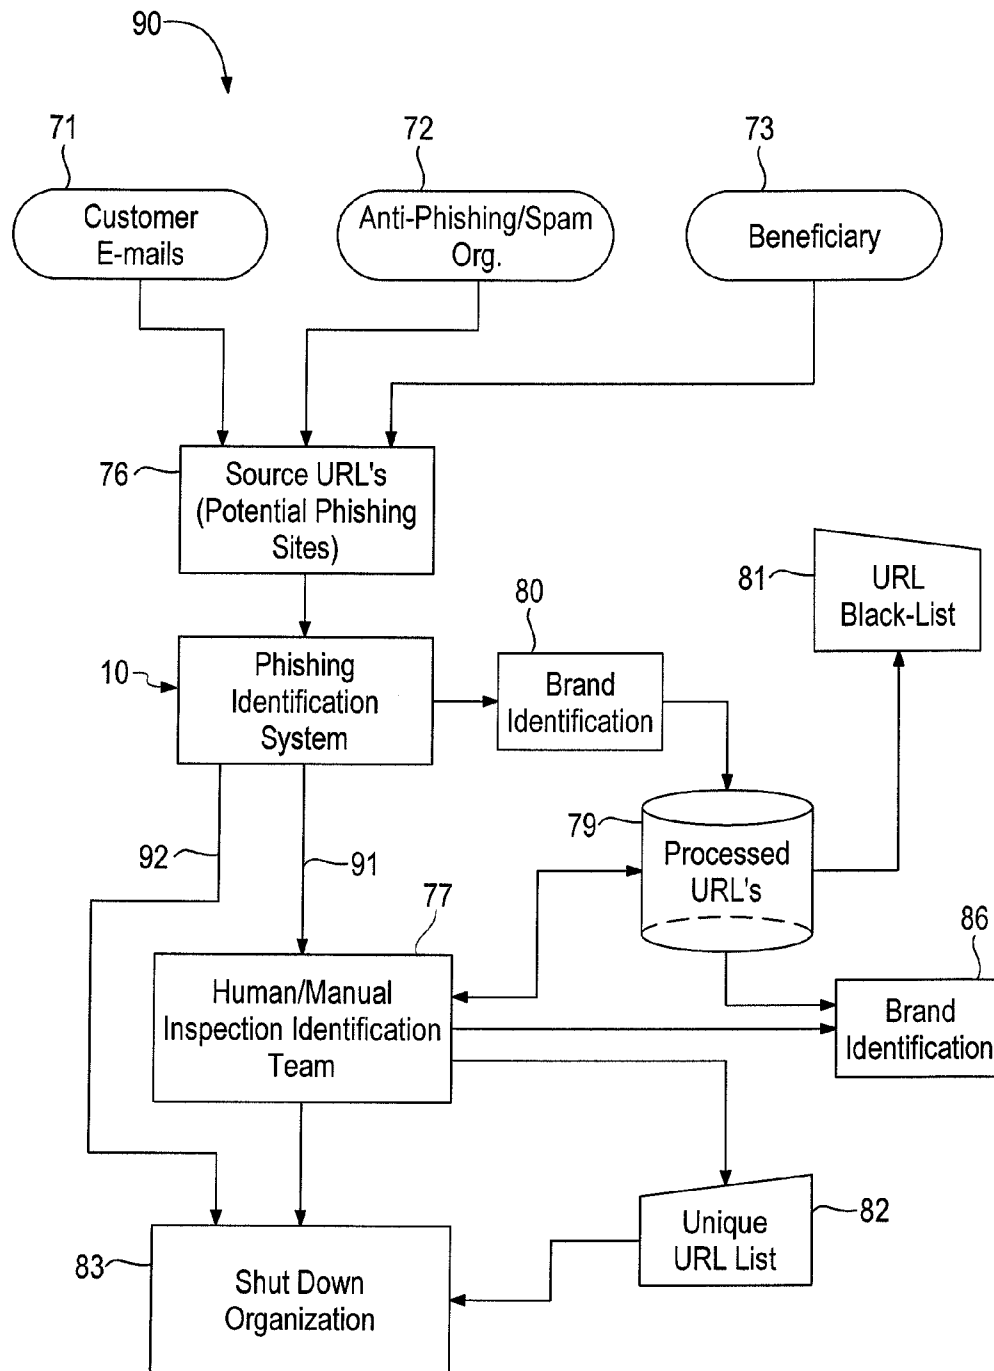 90
71
72
73
Customer
E-mails
Anti-Phishing/Spam
Org.
Beneficiary
76
Source URL's
(Potential Phishing
Sites)
81
URL
Black-List
80
10
Phishing
Identification
System
Brand
Identification
79
Processed
URL's
92
91
77
86
Human/Manual
Inspection Identification
Team
Brand
Identification
82
Unique
URL List
83
Shut Down
Organization